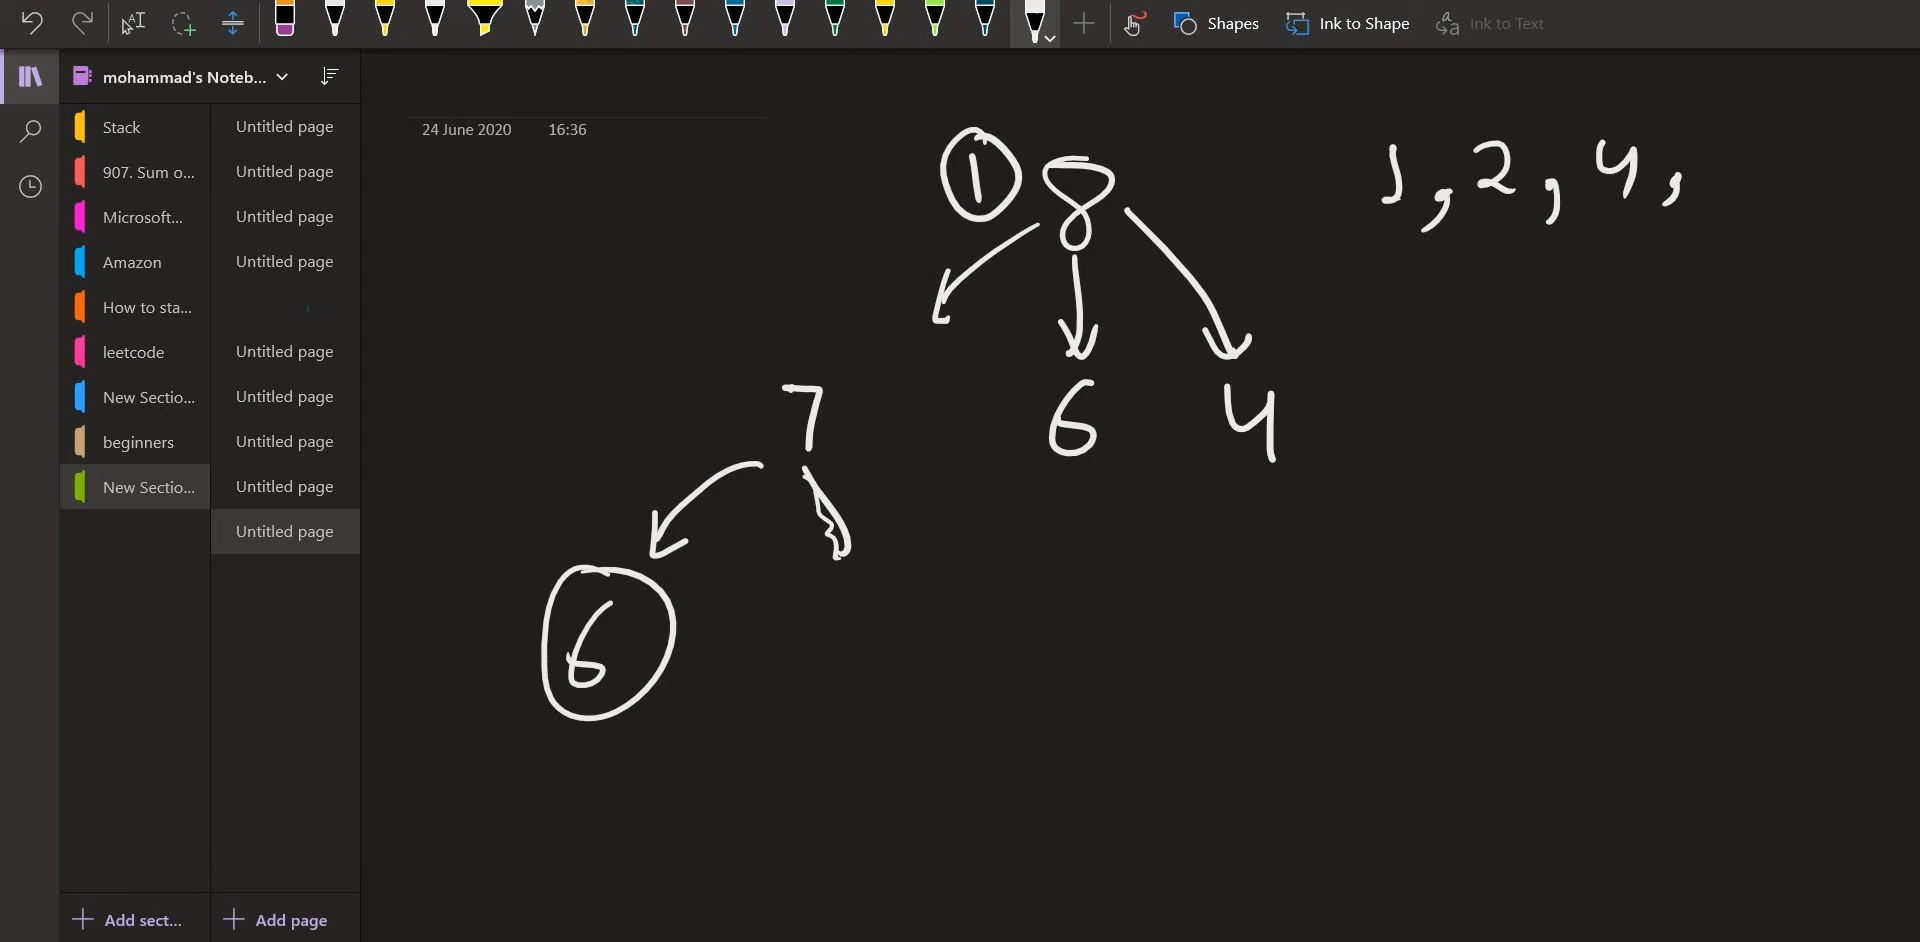 Shapes Ink to Shape Ink to Text
mohammad's Noteb...
Stack
907. Sum o...
Microsoft...
Amazon
How to sta...
leetcode
New Sectio...
beginners
New Sectio...
Add sect...
Untitled page
Untitled page
Untitled page
Untitled page
Untitled page
Untitled page
Untitled page
Untitled page
Untitled page
Add page
24 June 2020 16:36
1 8 1, 2, 4,
7 6 4
6